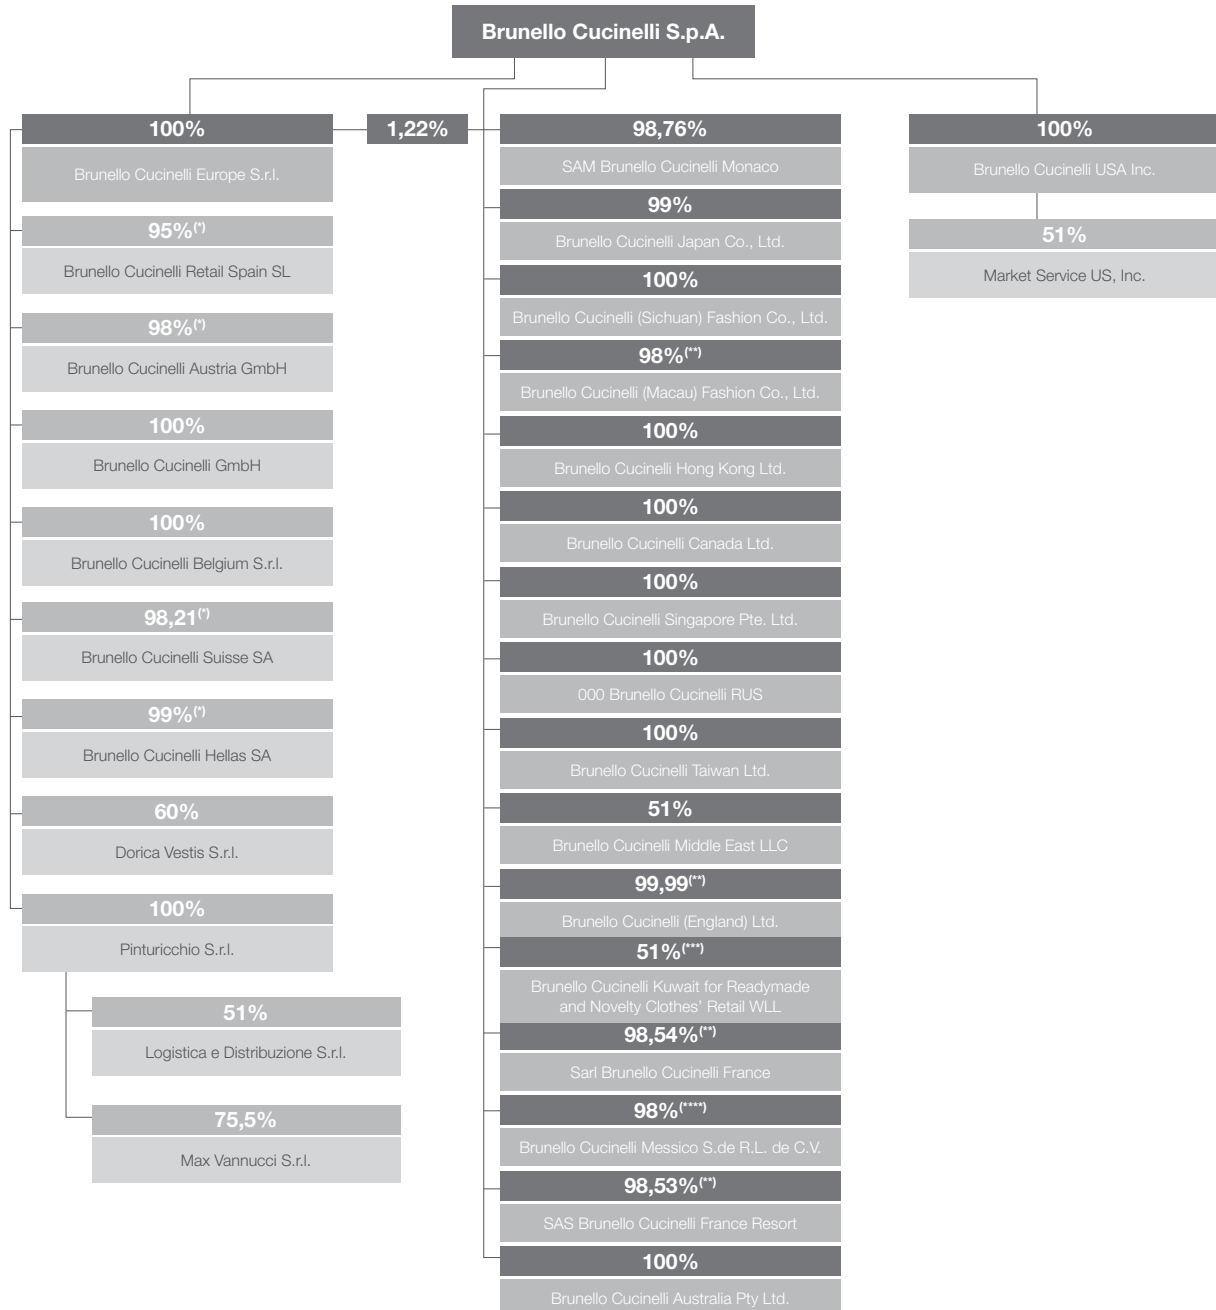 Brunello Cucinelli S.p.A.
100%
Brunello Cucinelli Europe S.r.l.
95%(*)
Brunello Cucinelli Retail Spain SL
98%(*)
Brunello Cucinelli Austria GmbH
100%
Brunello Cucinelli GmbH
100%
Brunello Cucinelli Belgium S.r.l.
98,21(*)
Brunello Cucinelli Suisse SA
99%(*)
Brunello Cucinelli Hellas SA
60%
Dorica Vestis S.r.l.
100%
Pinturicchio S.r.l.
51%
Logistica e Distribuzione S.r.l.
75,5%
Max Vannucci S.r.l.
1,22%
98,76%
SAM Brunello Cucinelli Monaco
99%
Brunello Cucinelli Japan Co., Ltd.
100%
Brunello Cucinelli (Sichuan) Fashion Co., Ltd.
98%(**)
Brunello Cucinelli (Macau) Fashion Co., Ltd.
100%
Brunello Cucinelli Hong Kong Ltd.
100%
Brunello Cucinelli Canada Ltd.
100%
Brunello Cucinelli Singapore Pte. Ltd.
100%
000 Brunello Cucinelli RUS
100%
Brunello Cucinelli Taiwan Ltd.
51%
Brunello Cucinelli Middle East LLC
99,99(**)
Brunello Cucinelli (England) Ltd.
51%(***)
Brunello Cucinelli Kuwait for Readymade
and Novelty Clothes' Retail WLL
98,54%(**)
Sarl Brunello Cucinelli France
98%(****)
Brunello Cucinelli Messico S.de R.L. de C.V.
98,53%(**)
SAS Brunello Cucinelli France Resort
100%
Brunello Cucinelli Australia Pty Ltd.
100%
Brunello Cucinelli USA Inc.
51%
Market Service US, Inc.